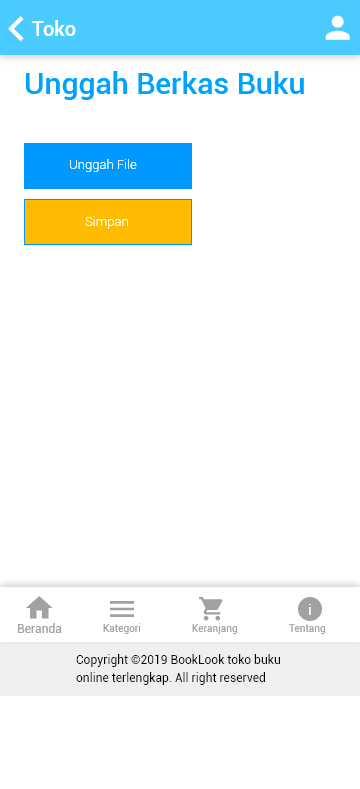 Toko
Unggah Berkas Buku
Unggah File
Simpan
Beranda
Kategori
Keranjang
Tentang
Copyright ©2019 BookLook toko buku
online terlengkap. All right reserved